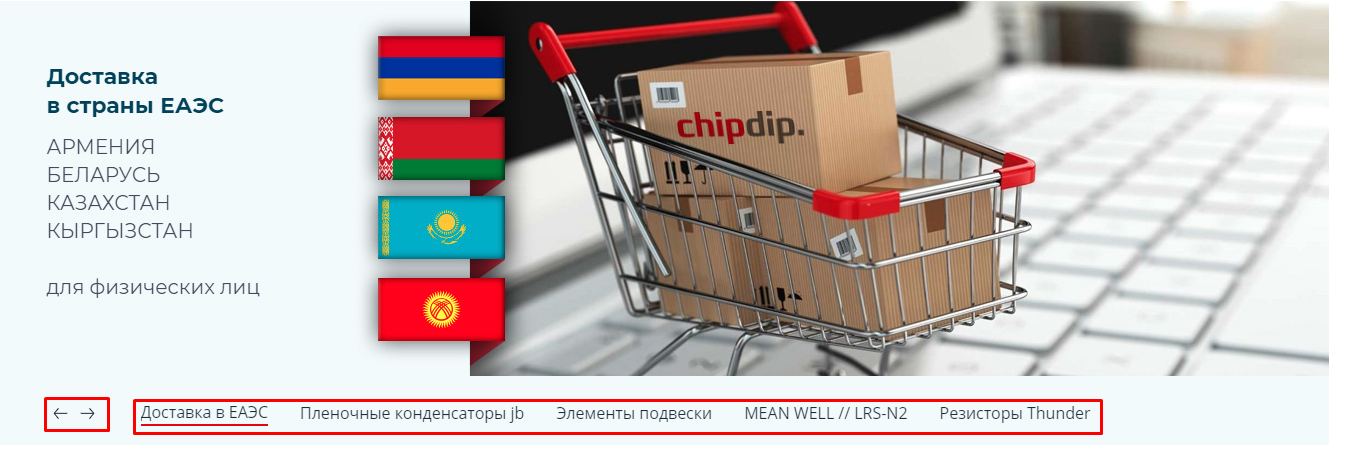 Доставка
в страны ЕАЭС
АРМЕНИЯ
БЕЛАРУСЬ
КАЗАХСТАН
КЫРГЫЗСТАН
для физических лиц
chipdip.
Доставка в ЕАЭС Пленочные конденсаторы jb Элементы подвески MEAN WELL // LRS-N2 Резисторы Thunder